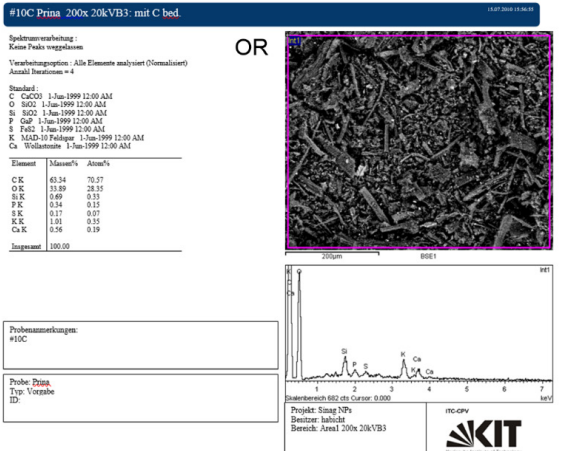 #10C Prina 200x 20kVB3: mit C bed.
15.07.2010 15:56:55
Spektrumverarbeitung :
Keine Peaks weggelassen
Verarbeitungsoption : Alle Elemente analysiert (Normalisiert)
Anzahl Iterationen = 4
Standard :
C CaCO3 1-Jun-1999 12:00 AM
O SiO2 1-Jun-1999 12:00 AM
Si SiO2 1-Jun-1999 12:00 AM
P GaP 1-Jun-1999 12:00 AM
S FeS2 1-Jun-1999 12:00 AM
K MAD-10 Feldspar 1-Jun-1999 12:00 AM
Ca Wollastonite 1-Jun-1999 12:00 AM
Element Massen% Atom%
C K 63.34 70.57
O K 33.89 28.35
Si K 0.69 0.33
P K 0.34 0.15
S K 0.17 0.07
K K 1.01 0.35
Ca K 0.56 0.19
Insgesamt 100.00
OR
200µm BSE1
Int1
K O
C
Ca
Si P S K K Ca Ca
1 2 3 4 5 6 7
Skalenbereich 682 cts Cursor: 0.000 keV
Probenanmerkungen:
#10C
Probe: Prina
Typ: Vorgabe
ID:
Projekt: Sinag NPs
Besitzer: habicht
Bereich: Area1 200x 20kVB3
ITC-CPV
KIT